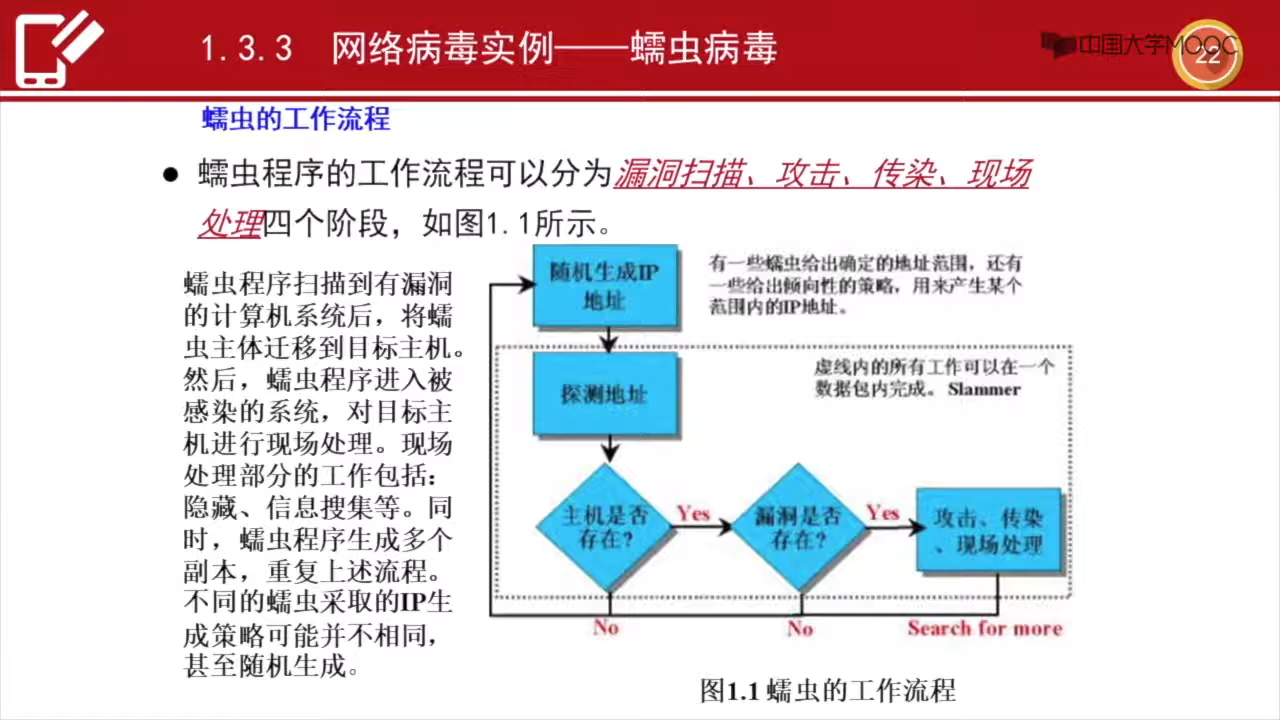 1.3.3 网络病毒实例——蠕虫病毒
中国大学MOOC
22
蠕虫的工作流程
● 蠕虫程序的工作流程可以分为漏洞扫描、攻击、传染、现场
处理四个阶段，如图1.1所示。
蠕虫程序扫描到有漏洞
的计算机系统后，将蠕
虫主体迁移到目标主机。
然后，蠕虫程序进入被
感染的系统，对目标主
机进行现场处理。现场
处理部分的工作包括：
隐藏、信息搜集等。同
时，蠕虫程序生成多个
副本，重复上述流程。
不同的蠕虫采取的IP生
成策略可能并不相同，
甚至随机生成。
随机生成IP
地址
有一些蠕虫给出确定的地址范围，还有
一些给出倾向性的策略，用来产生某个
范围内的IP地址。
探测地址
虚线内的所有工作可以在一个
数据包内完成。Slammer
主机是否
存在?
Yes
漏洞是否
存在?
Yes
攻击、传染
、现场处理
No
No
Search for more
图1.1 蠕虫的工作流程